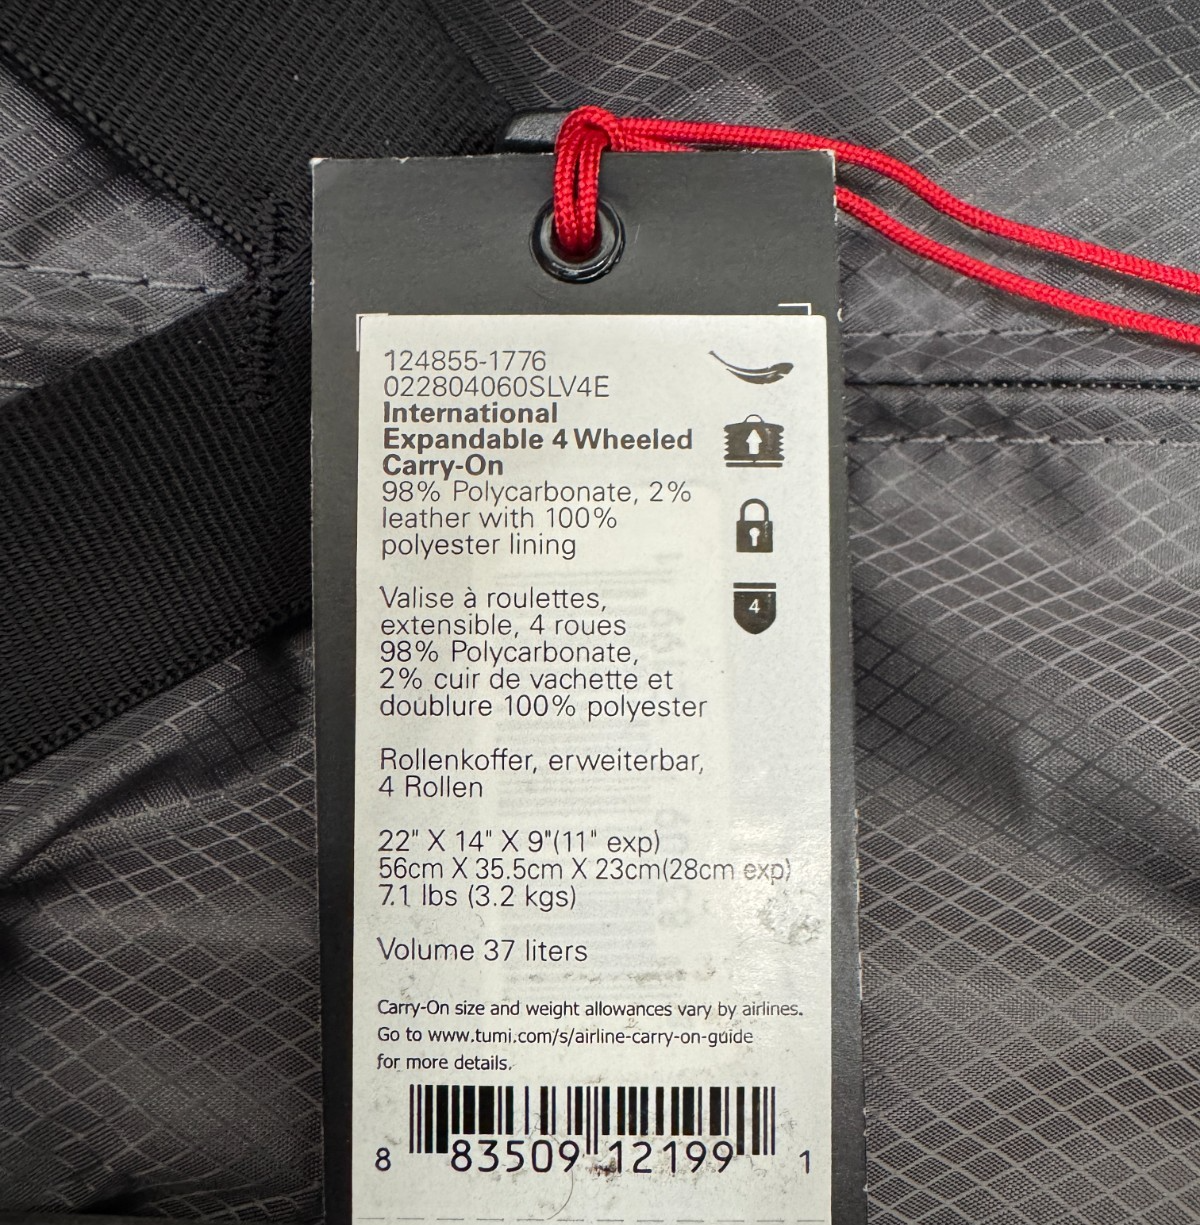 124855-1776
022804060SLV4E
International
Expandable 4 Wheeled
Carry-On
98% Polycarbonate, 2%
leather with 100%
polyester lining
4
Valise à roulettes,
extensible, 4 roues
98% Polycarbonate,
2% cuir de vachette et
doublure 100% polyester
Rollenkoffer, erweiterbar,
4 Rollen
22" X 14" X 9"(11" exp)
56cm X 35.5cm X 23cm(28cm exp)
7.1 lbs (3.2 kgs)
Volume 37 liters
Carry-On size and weight allowances vary by airlines.
Go to www.tumi.com/s/airline-carry-on-guide
for more details.
8 83509 12199 1